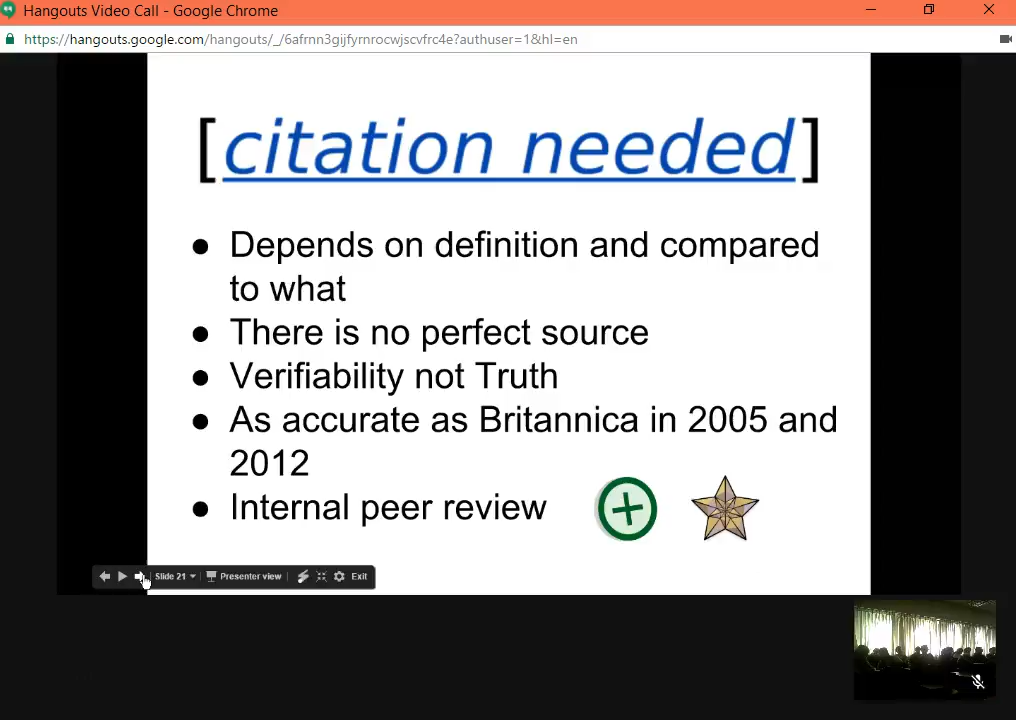 Hangouts Video Call - Google Chrome
https://hangouts.google.com/hangouts/_/6afrnn3gijfyrnrocwjscvfrc4e?authuser=1&hl=en
[citation needed]
● Depends on definition and compared
to what
● There is no perfect source
● Verifiability not Truth
● As accurate as Britannica in 2005 and
2012
● Internal peer review
Slide 21 Presenter view Exit